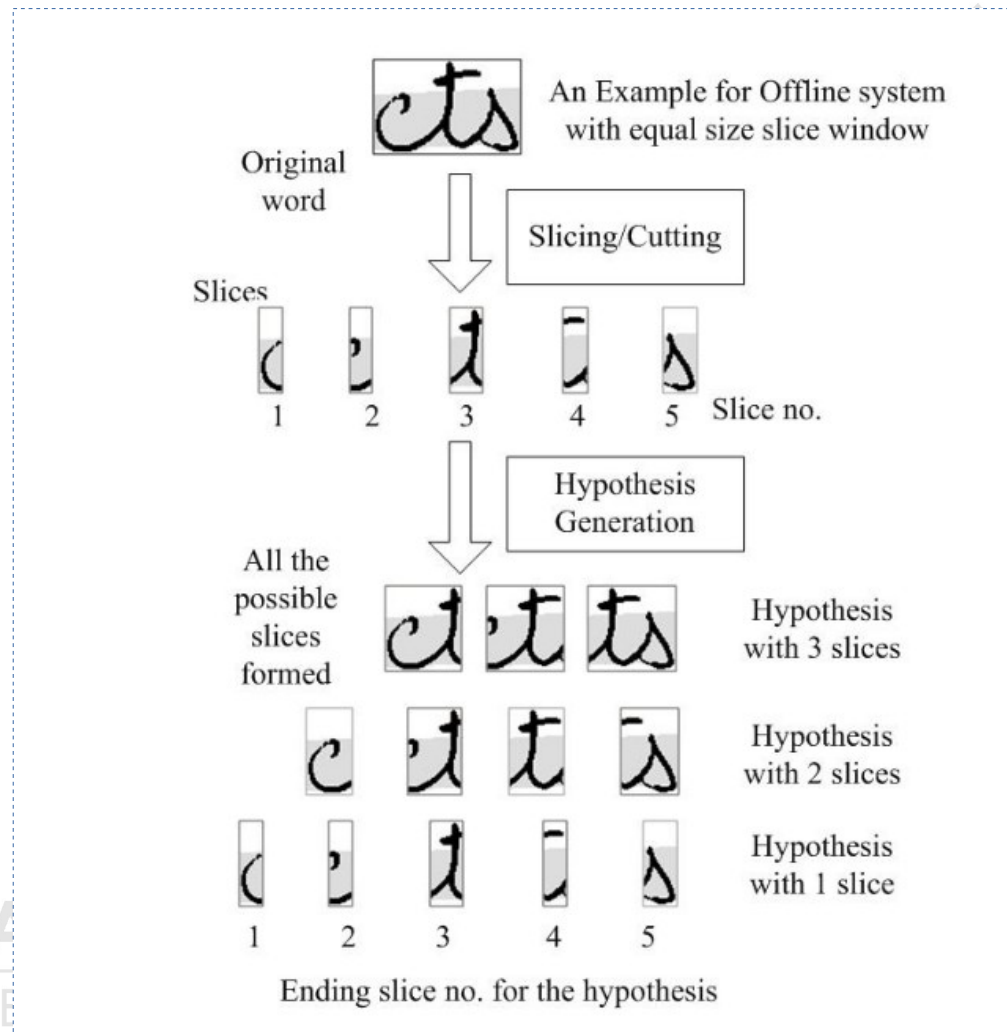 cts
An Example for Offline system
with equal size slice window
Original
word
Slicing/Cutting
Slices
1 2 3 4 5 Slice no.
Hypothesis
Generation
All the
possible
slices
formed
Hypothesis
with 3 slices
Hypothesis
with 2 slices
Hypothesis
with 1 slice
1 2 3 4 5
Ending slice no. for the hypothesis